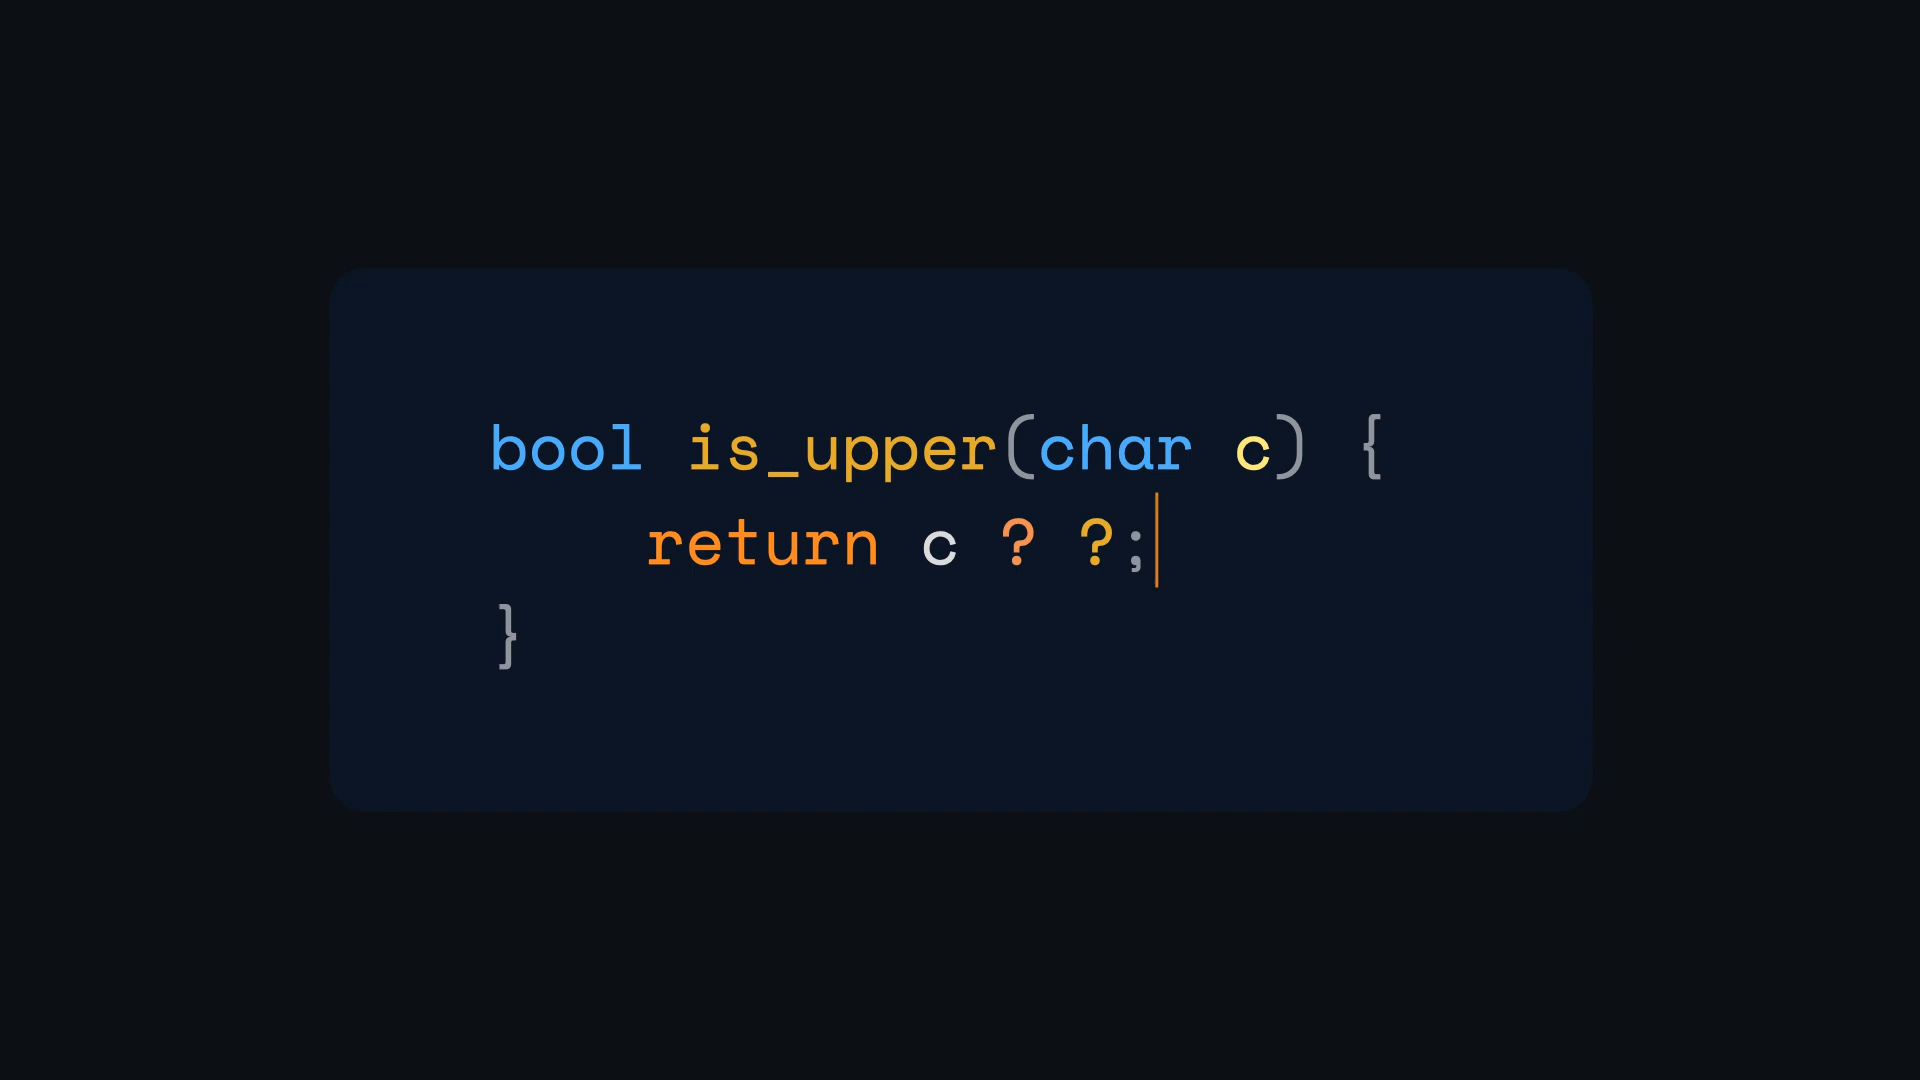 bool is_upper(char c) {
    return c ? ?;
}